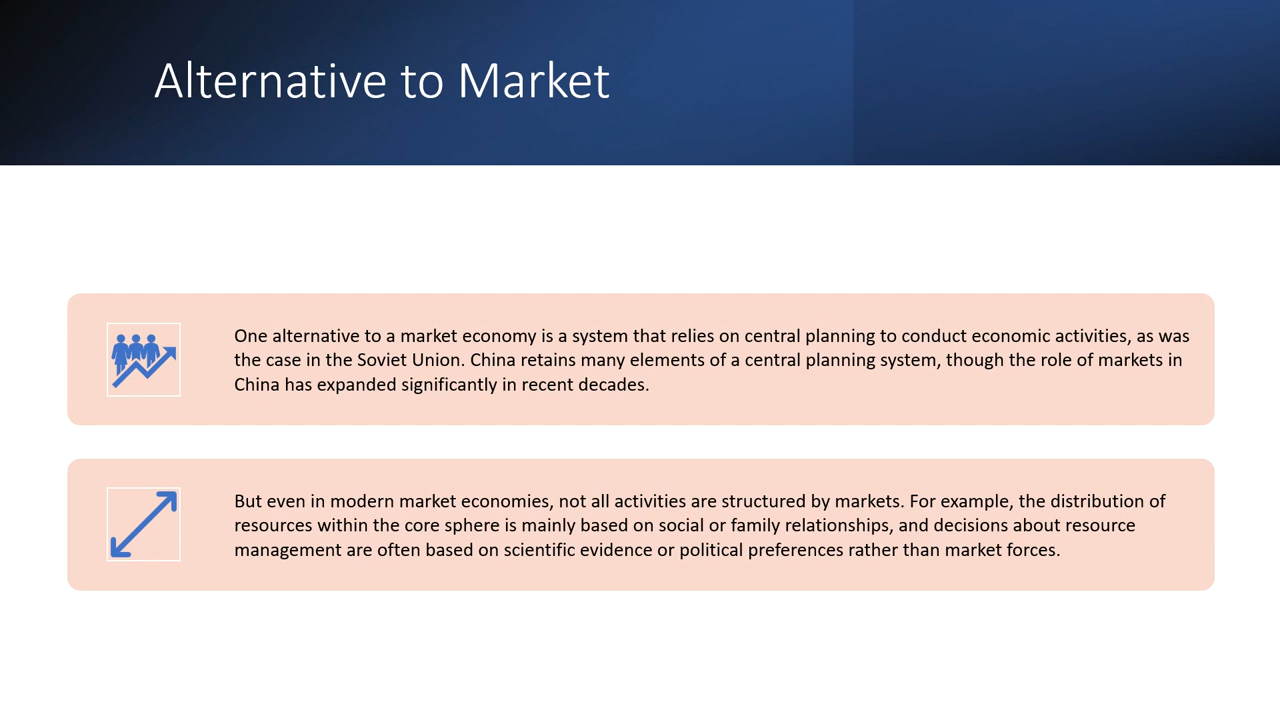 Alternative to Market
One alternative to a market economy is a system that relies on central planning to conduct economic activities, as was
the case in the Soviet Union. China retains many elements of a central planning system, though the role of markets in
China has expanded significantly in recent decades.
But even in modern market economies, not all activities are structured by markets. For example, the distribution of
resources within the core sphere is mainly based on social or family relationships, and decisions about resource
management are often based on scientific evidence or political preferences rather than market forces.